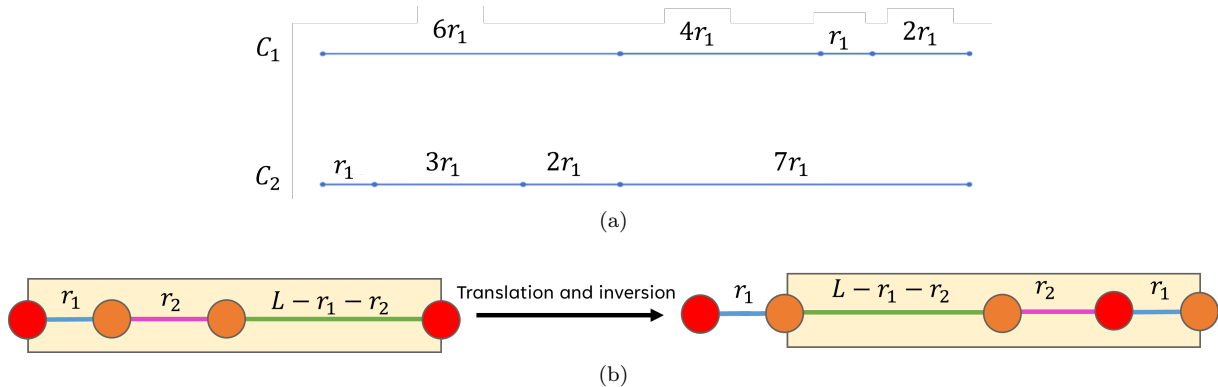 C₁ 6r₁ 4r₁ r₁ 2r₁
C₂ r₁ 3r₁ 2r₁ 7r₁
(a)
r₁ r₂ L − r₁ − r₂ Translation and inversion r₁ L − r₁ − r₂ r₂ r₁
(b)